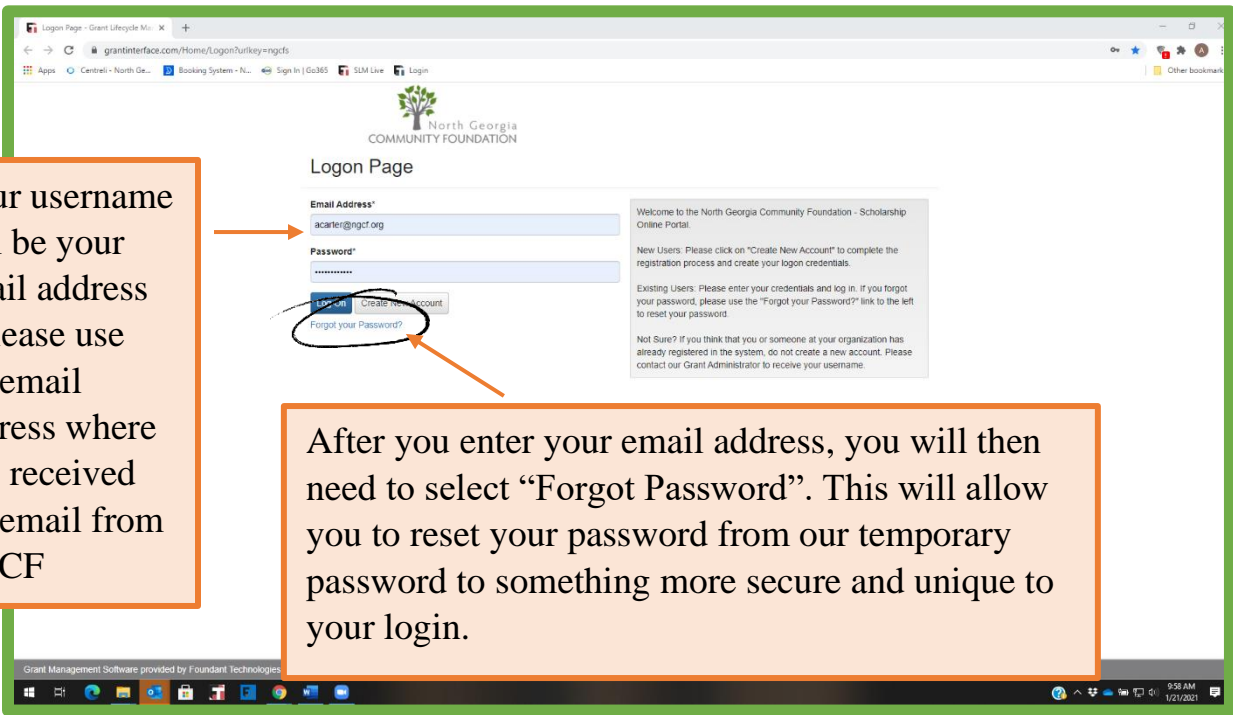 Logon Page - Grant Lifecycle Ma
grantinterface.com/Home/Logon?urlkey=ngcfs
Apps Centreli - North Ge... Booking System - N... Sign In | Go365 SLM Live Login Other bookmark
North Georgia
COMMUNITY FOUNDATION
Logon Page
Email Address*
acarter@ngcf.org
Password*
Log On Create New Account
Forgot your Password?
Welcome to the North Georgia Community Foundation - Scholarship
Online Portal.
New Users: Please click on "Create New Account" to complete the
registration process and create your logon credentials.
Existing Users: Please enter your credentials and log in. If you forgot
your password, please use the "Forgot your Password?" link to the left
to reset your password.
Not Sure? If you think that you or someone at your organization has
already registered in the system, do not create a new account. Please
contact our Grant Administrator to receive your username.
ur username
be your
ail address
lease use
email
ress where
received
email from
CF
After you enter your email address, you will then
need to select “Forgot Password”. This will allow
you to reset your password from our temporary
password to something more secure and unique to
your login.
Grant Management Software provided by Foundant Technologies
9:58 AM
1/21/2021